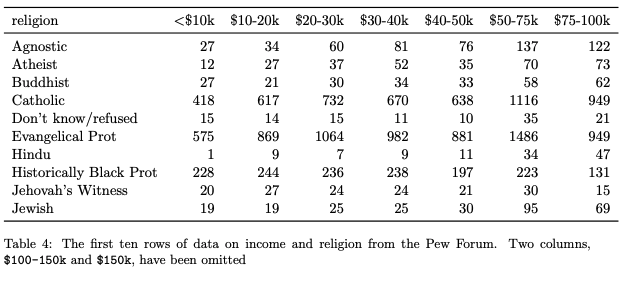 religion <$10k $10-20k $20-30k $30-40k $40-50k $50-75k $75-100k
Agnostic 27 34 60 81 76 137 122
Atheist 12 27 37 52 35 70 73
Buddhist 27 21 30 34 33 58 62
Catholic 418 617 732 670 638 1116 949
Don't know/refused 15 14 15 11 10 35 21
Evangelical Prot 575 869 1064 982 881 1486 949
Hindu 1 9 7 9 11 34 47
Historically Black Prot 228 244 236 238 197 223 131
Jehovah's Witness 20 27 24 24 21 30 15
Jewish 19 19 25 25 30 95 69
Table 4: The first ten rows of data on income and religion from the Pew Forum. Two columns,
$100-150k and $150k, have been omitted